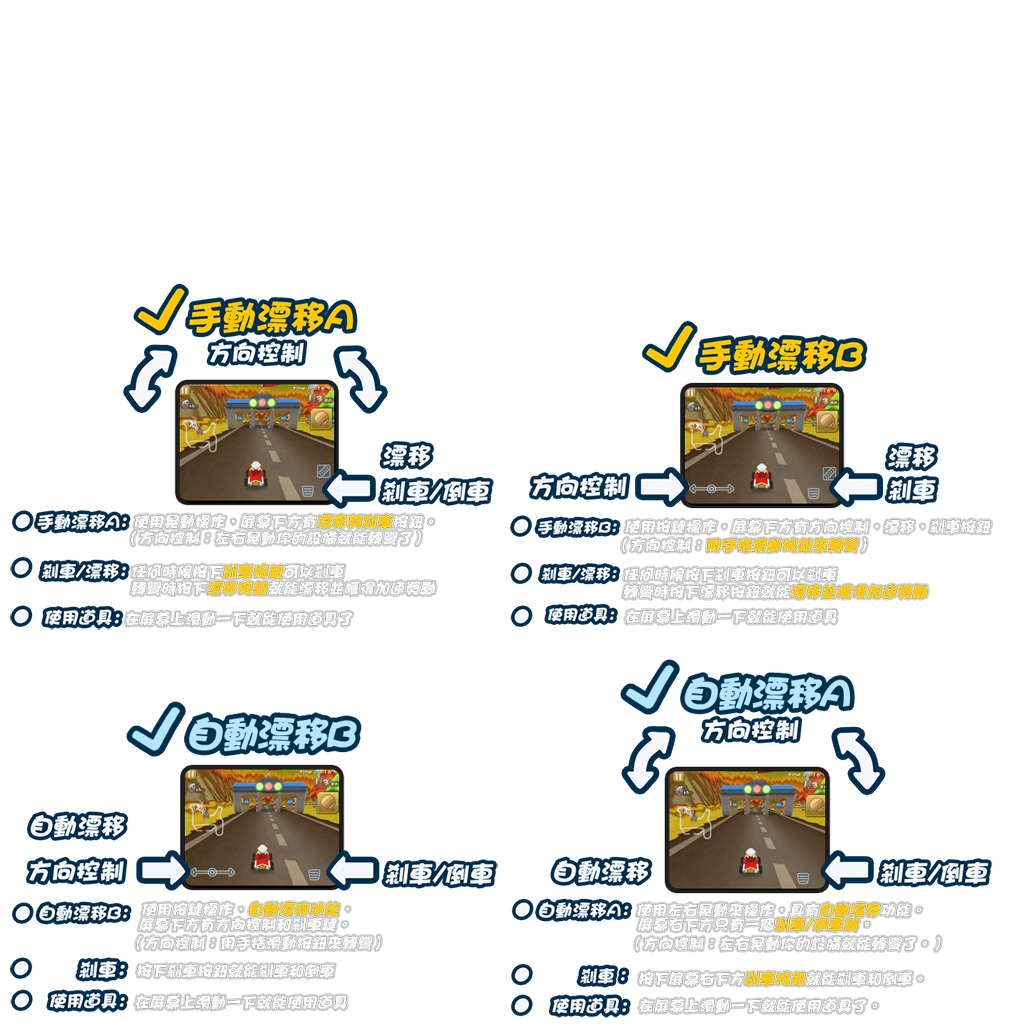 手動漂移A
方向控制
漂移
剎車/倒車
手動漂移A:
使用晃動操作，屏幕下方有漂移與剎車按鈕。
(方向控制：左右晃動你的設備就能轉彎了)
剎車/漂移:
任何時候按下剎車按鈕可以剎車
轉彎時按下漂移按鈕就能漂移並獲得加速獎勵
使用道具:
在屏幕上滑動一下就能使用道具了
手動漂移B
漂移
方向控制
剎車
手動漂移B:
使用按鍵操作，屏幕下方有方向控制，漂移，剎車按鈕
(方向控制：用手指滑動按鈕來轉彎)
剎車/漂移:
任何時候按下剎車按鈕可以剎車
轉彎時按下漂移按鈕就能漂移並獲得加速獎勵
使用道具:
在屏幕上滑動一下就能使用道具
自動漂移B
自動漂移
方向控制
剎車/倒車
自動漂移B:
使用按鍵操作，自動漂移功能。
屏幕下方有方向控制和剎車鍵。
(方向控制：用手指滑動按鈕來轉彎)
剎車:
按下剎車按鈕就能剎車和倒車
使用道具:
在屏幕上滑動一下就能使用道具
自動漂移A
方向控制
自動漂移
剎車/倒車
自動漂移A:
使用左右晃動來操作，具有自動漂移功能。
屏幕右下方只有一個剎車/倒車鍵。
(方向控制：左右晃動你的設備就能轉彎了。)
剎車:
按下屏幕右下方剎車按鈕就能剎車和倒車。
使用道具:
在屏幕上滑動一下就能使用道具了。